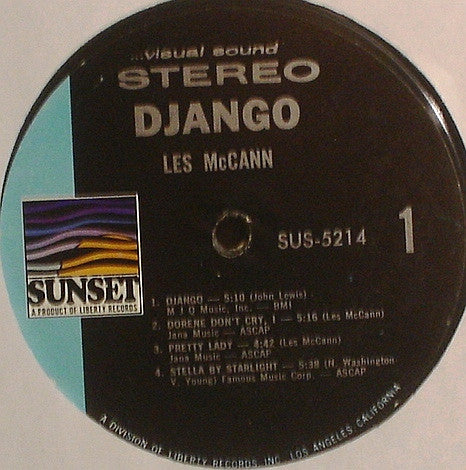 ...visual sound
STEREO
DJANGO
LES McCANN
SUS-5214
1
SUNSET
A PRODUCT OF LIBERTY RECORDS
1. DJANGO — 5:10 (John Lewis)
M J Q Music, Inc. — BMI
2. DORENE DON'T CRY, I — 5:16 (Les McCann)
Jana Music — ASCAP
3. PRETTY LADY — 4:42 (Les McCann)
Jana Music — ASCAP
4. STELLA BY STARLIGHT — 5:38 (N. Washington-
V. Young) Famous Music Corp. — ASCAP
A DIVISION OF LIBERTY RECORDS, INC., LOS ANGELES, CALIFORNIA